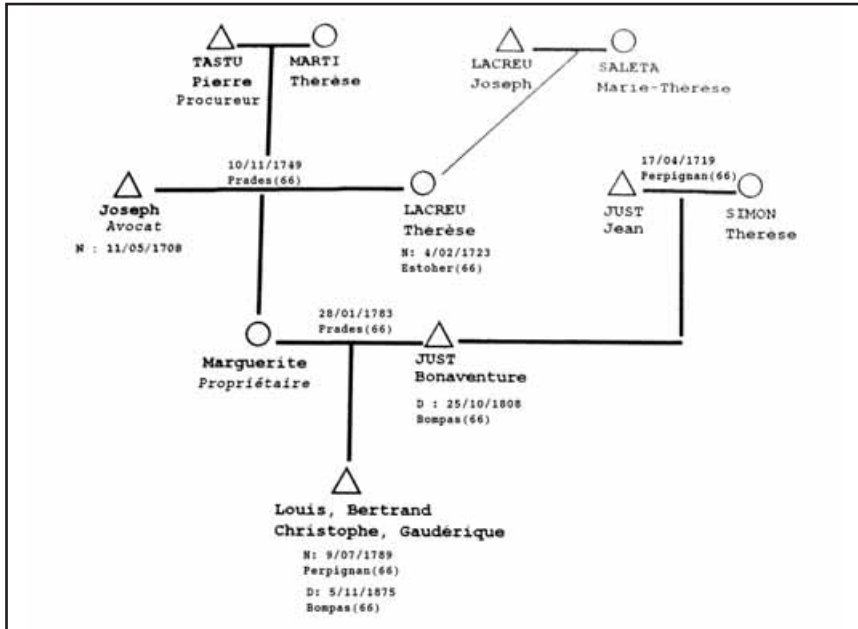 TASTU
Pierre
Procureur
MARTI
Thérèse
LACREU
Joseph
SALETA
Marie-Thérèse
10/11/1749
Prades(66)
17/04/1719
Perpignan(66)
Joseph
Avocat
N : 11/05/1708
LACREU
Thérèse
N: 4/02/1723
Estoher(66)
JUST
Jean
SIMON
Thérèse
28/01/1783
Prades(66)
Marguerite
Propriétaire
JUST
Bonaventure
D : 25/10/1808
Bompas(66)
Louis, Bertrand
Christophe, Gaudérique
N: 9/07/1789
Perpignan(66)
D: 5/11/1875
Bompas(66)